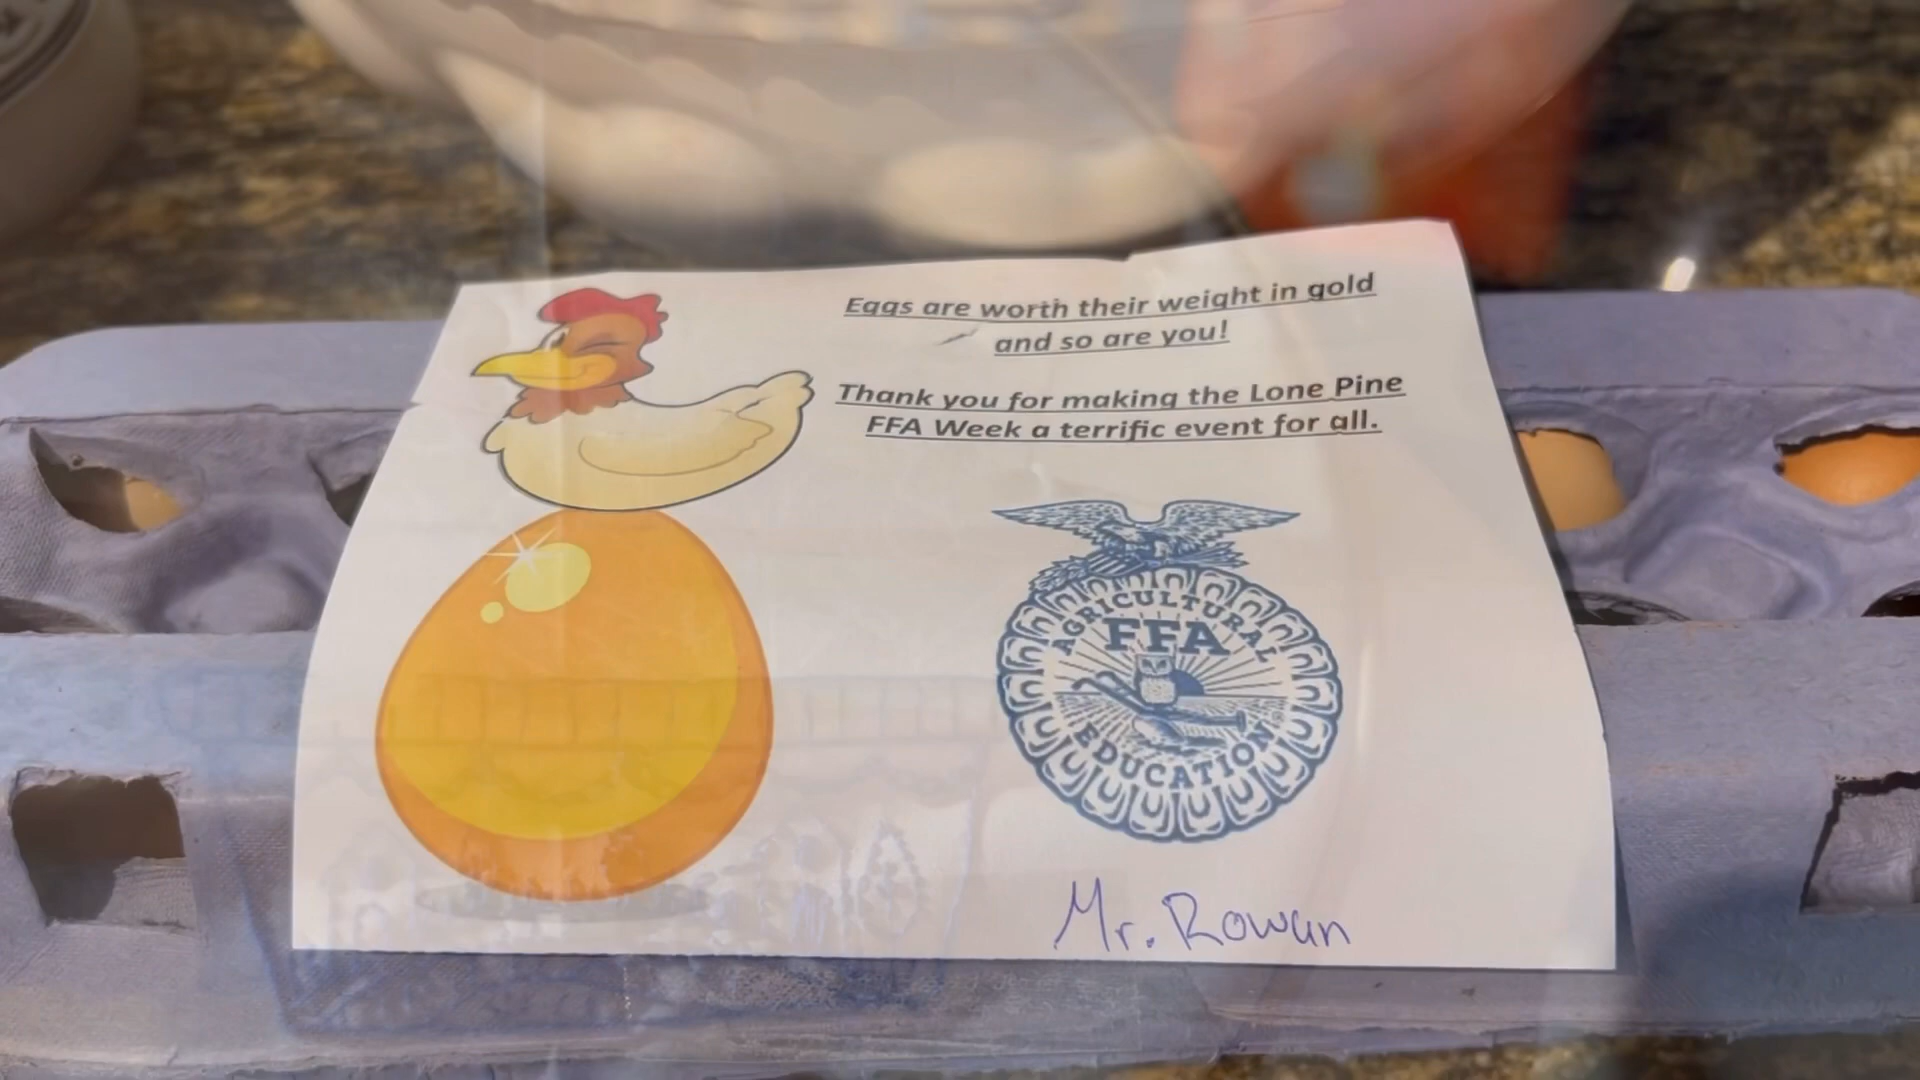 Eggs are worth their weight in gold
and so are you!
Thank you for making the Lone Pine
FFA Week a terrific event for all.
AGRICULTURAL
FFA
EDUCATION
®
Mr. Rowan